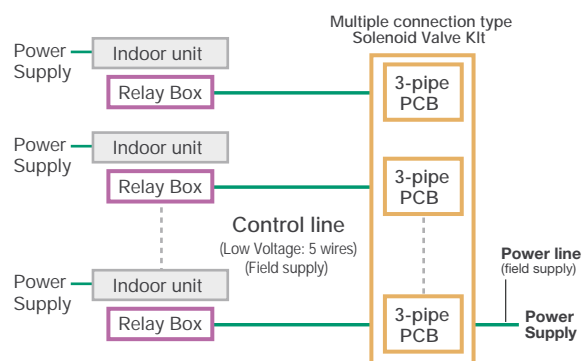 Multiple connection type
Solenoid Valve KIt
Power
Supply
Indoor unit
Relay Box
3-pipe
PCB
Power
Supply
Indoor unit
Relay Box
3-pipe
PCB
Control line
(Low Voltage: 5 wires)
(Field supply)
Power line
(field supply)
Power
Supply
Indoor unit
Relay Box
3-pipe
PCB
Power
Supply